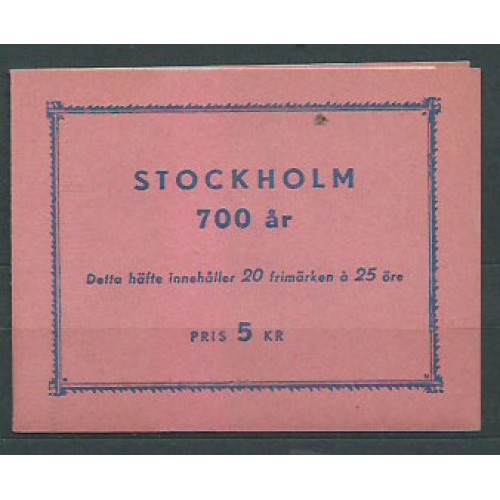 STOCKHOLM
700 år
Detta häfte innehåller 20 frimärken à 25 öre
PRIS 5 KR